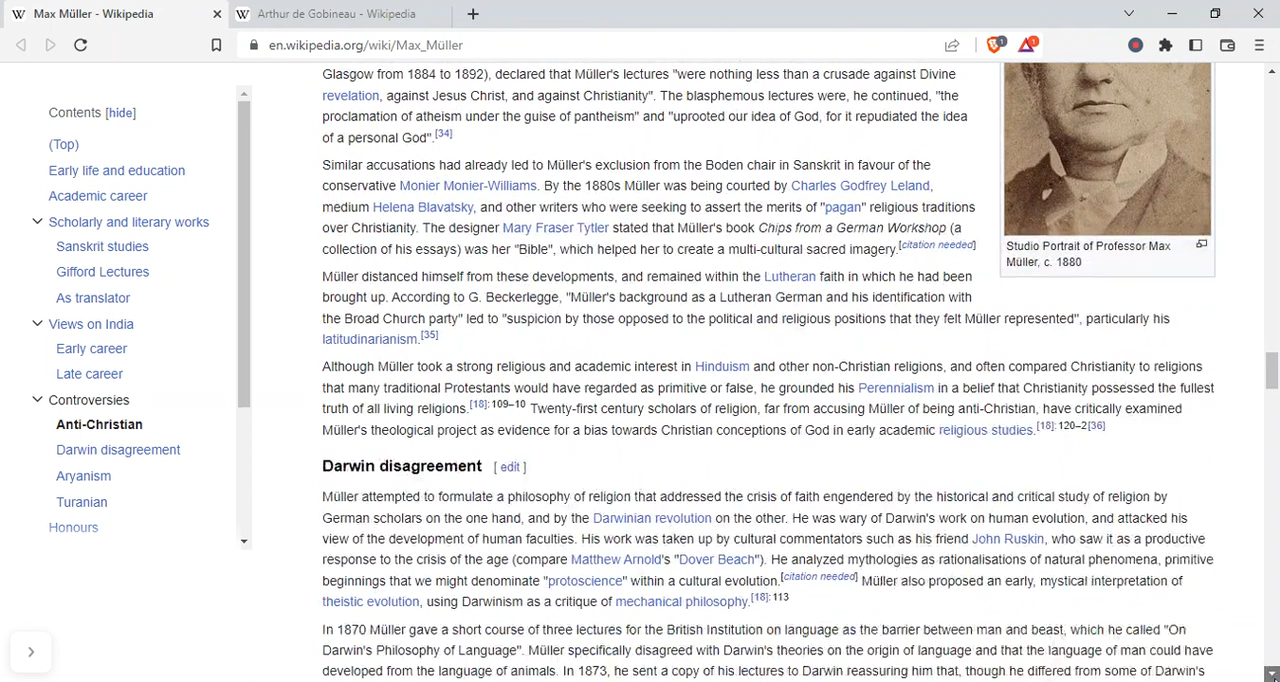 Max Müller - Wikipedia
Arthur de Gobineau - Wikipedia
en.wikipedia.org/wiki/Max_Müller
1
1
Contents [hide]
(Top)
Early life and education
Academic career
Scholarly and literary works
Sanskrit studies
Gifford Lectures
As translator
Views on India
Early career
Late career
Controversies
Anti-Christian
Darwin disagreement
Aryanism
Turanian
Honours
Glasgow from 1884 to 1892), declared that Müller's lectures "were nothing less than a crusade against Divine
revelation, against Jesus Christ, and against Christianity". The blasphemous lectures were, he continued, "the
proclamation of atheism under the guise of pantheism" and "uprooted our idea of God, for it repudiated the idea
of a personal God".[34]
Similar accusations had already led to Müller's exclusion from the Boden chair in Sanskrit in favour of the
conservative Monier Monier-Williams. By the 1880s Müller was being courted by Charles Godfrey Leland,
medium Helena Blavatsky, and other writers who were seeking to assert the merits of "pagan" religious traditions
over Christianity. The designer Mary Fraser Tytler stated that Müller's book Chips from a German Workshop (a
collection of his essays) was her "Bible", which helped her to create a multi-cultural sacred imagery.[citation needed]
Müller distanced himself from these developments, and remained within the Lutheran faith in which he had been
brought up. According to G. Beckerlegge, "Müller's background as a Lutheran German and his identification with
the Broad Church party" led to "suspicion by those opposed to the political and religious positions that they felt Müller represented", particularly his
latitudinarianism.[35]
Although Müller took a strong religious and academic interest in Hinduism and other non-Christian religions, and often compared Christianity to religions
that many traditional Protestants would have regarded as primitive or false, he grounded his Perennialism in a belief that Christianity possessed the fullest
truth of all living religions.[18]: 109–10 Twenty-first century scholars of religion, far from accusing Müller of being anti-Christian, have critically examined
Müller's theological project as evidence for a bias towards Christian conceptions of God in early academic religious studies.[18]: 120–2[36]
Darwin disagreement [ edit ]
Müller attempted to formulate a philosophy of religion that addressed the crisis of faith engendered by the historical and critical study of religion by
German scholars on the one hand, and by the Darwinian revolution on the other. He was wary of Darwin's work on human evolution, and attacked his
view of the development of human faculties. His work was taken up by cultural commentators such as his friend John Ruskin, who saw it as a productive
response to the crisis of the age (compare Matthew Arnold's "Dover Beach"). He analyzed mythologies as rationalisations of natural phenomena, primitive
beginnings that we might denominate "protoscience" within a cultural evolution.[citation needed] Müller also proposed an early, mystical interpretation of
theistic evolution, using Darwinism as a critique of mechanical philosophy.[18]: 113
In 1870 Müller gave a short course of three lectures for the British Institution on language as the barrier between man and beast, which he called "On
Darwin's Philosophy of Language". Müller specifically disagreed with Darwin's theories on the origin of language and that the language of man could have
developed from the language of animals. In 1873, he sent a copy of his lectures to Darwin reassuring him that, though he differed from some of Darwin's
Studio Portrait of Professor Max
Müller, c. 1880